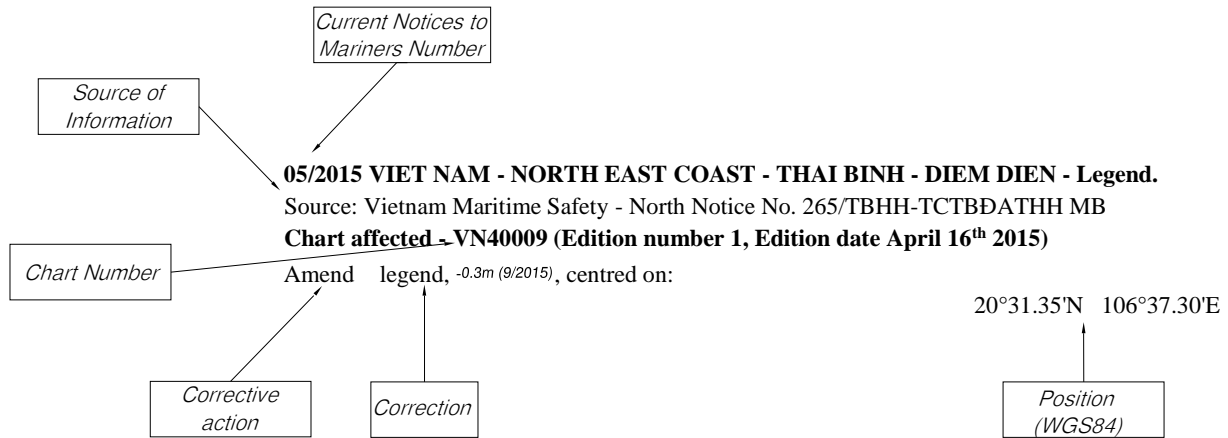 Current Notices to
Mariners Number
Source of
Information
05/2015 VIET NAM - NORTH EAST COAST - THAI BINH - DIEM DIEN - Legend.
Source: Vietnam Maritime Safety - North Notice No. 265/TBHH-TCTBĐATHH MB
Chart affected - VN40009 (Edition number 1, Edition date April 16th 2015)
Chart Number
Amend legend, -0.3m (9/2015), centred on:
20°31.35'N 106°37.30'E
Corrective
action
Correction
Position
(WGS84)